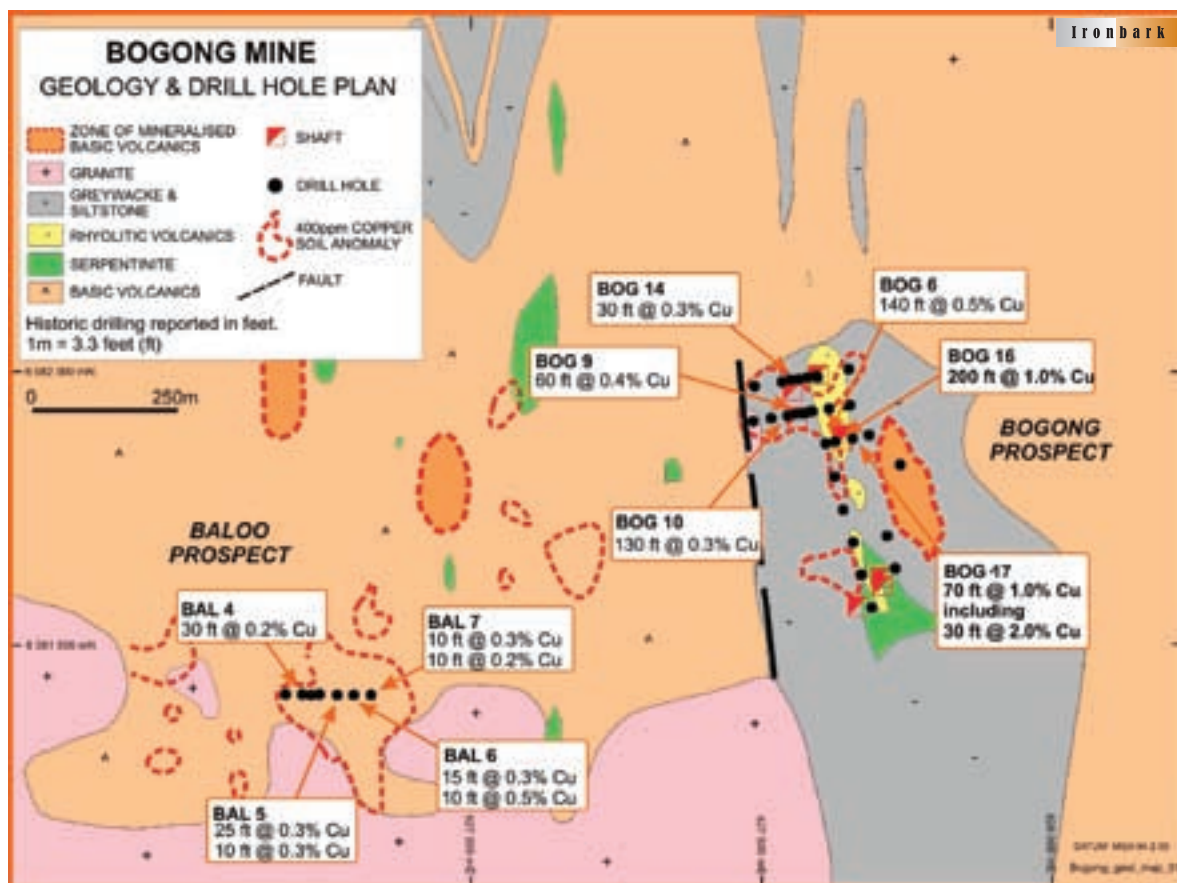 Ironbark
BOGONG MINE
GEOLOGY & DRILL HOLE PLAN
ZONE OF MINERALISED
BASIC VOLCANICS
GRANITE
GREYWACKE &
SILTSTONE
RHYOLITIC VOLCANICS
SERPENTINITE
BASIC VOLCANICS
SHAFT
DRILL HOLE
400ppm COPPER
SOIL ANOMALY
FAULT
Historic drilling reported in feet.
1m = 3.3 feet (ft)
0 250m
BOG 14
30 ft @ 0.3% Cu
BOG 6
140 ft @ 0.5% Cu
BOG 9
60 ft @ 0.4% Cu
BOG 16
200 ft @ 1.0% Cu
BOGONG
PROSPECT
BOG 10
130 ft @ 0.3% Cu
BALOO
PROSPECT
BOG 17
70 ft @ 1.0% Cu
including
30 ft @ 2.0% Cu
BAL 4
30 ft @ 0.2% Cu
BAL 7
10 ft @ 0.3% Cu
10 ft @ 0.2% Cu
BAL 6
15 ft @ 0.3% Cu
10 ft @ 0.5% Cu
BAL 5
25 ft @ 0.3% Cu
10 ft @ 0.3% Cu
DATUM